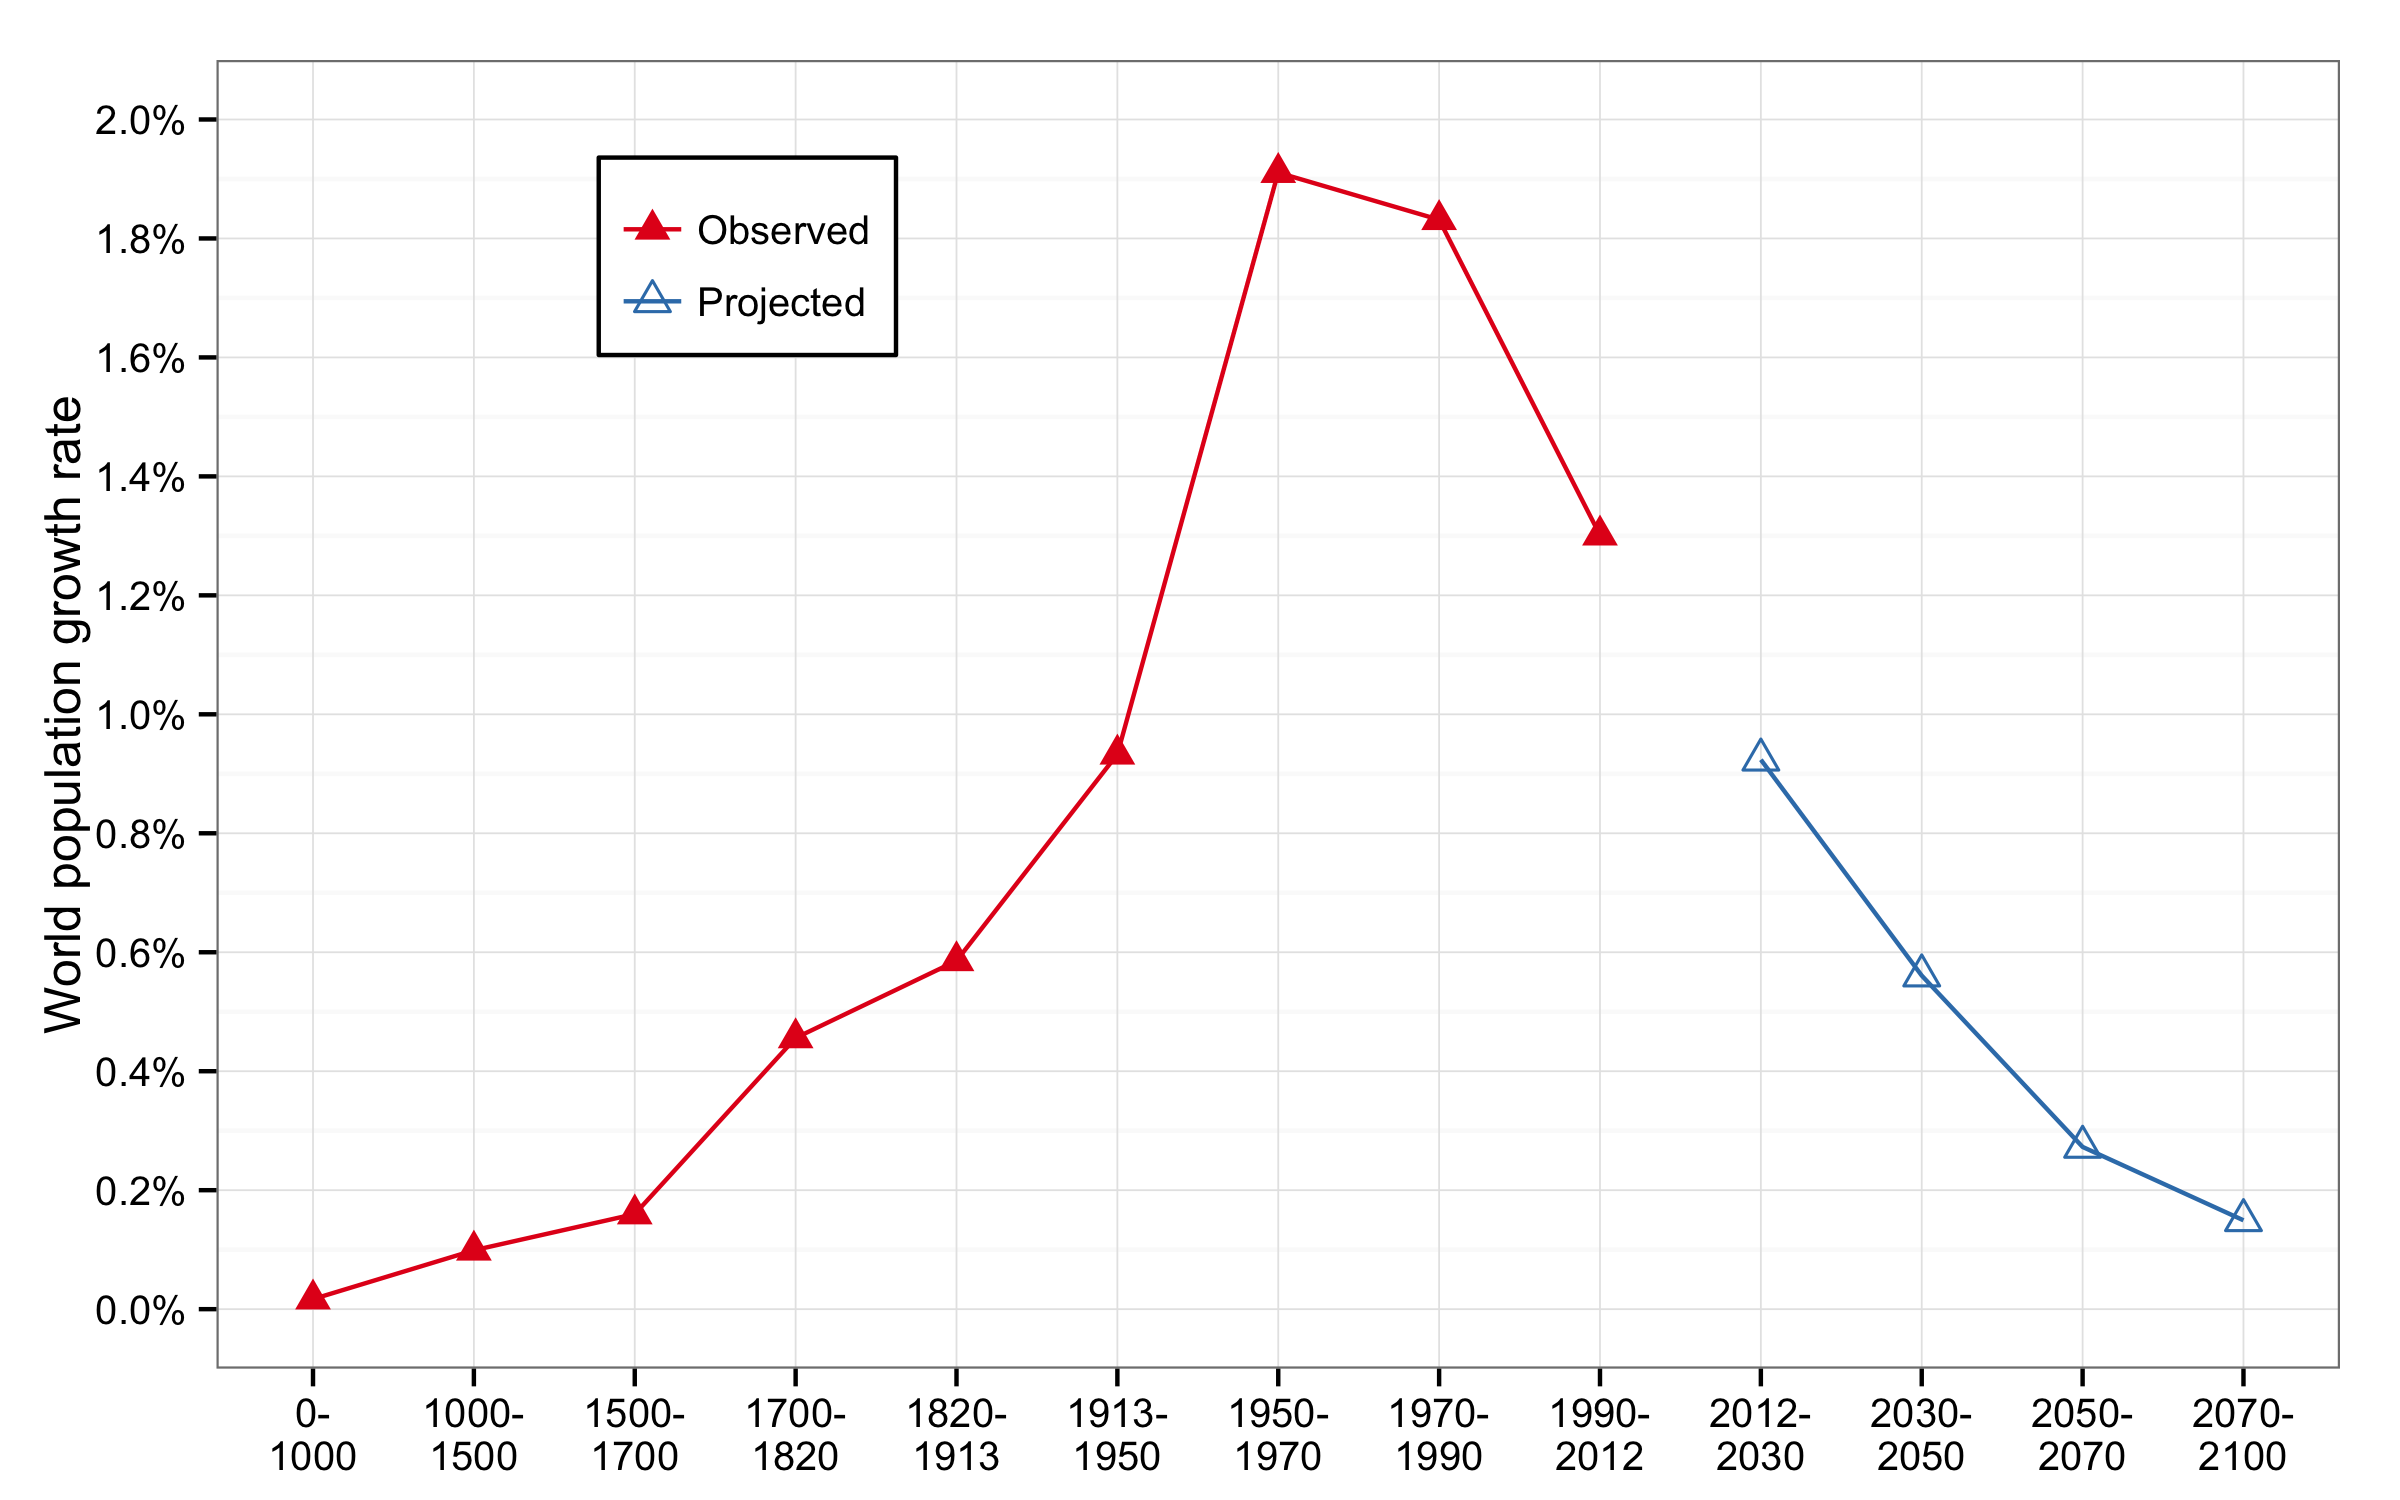 World population growth rate
2.0%
1.8%
1.6%
1.4%
1.2%
1.0%
0.8%
0.6%
0.4%
0.2%
0.0%
Observed
Projected
0- 1000- 1500- 1700- 1820- 1913- 1950- 1970- 1990- 2012- 2030- 2050- 2070-
1000 1500 1700 1820 1913 1950 1970 1990 2012 2030 2050 2070 2100